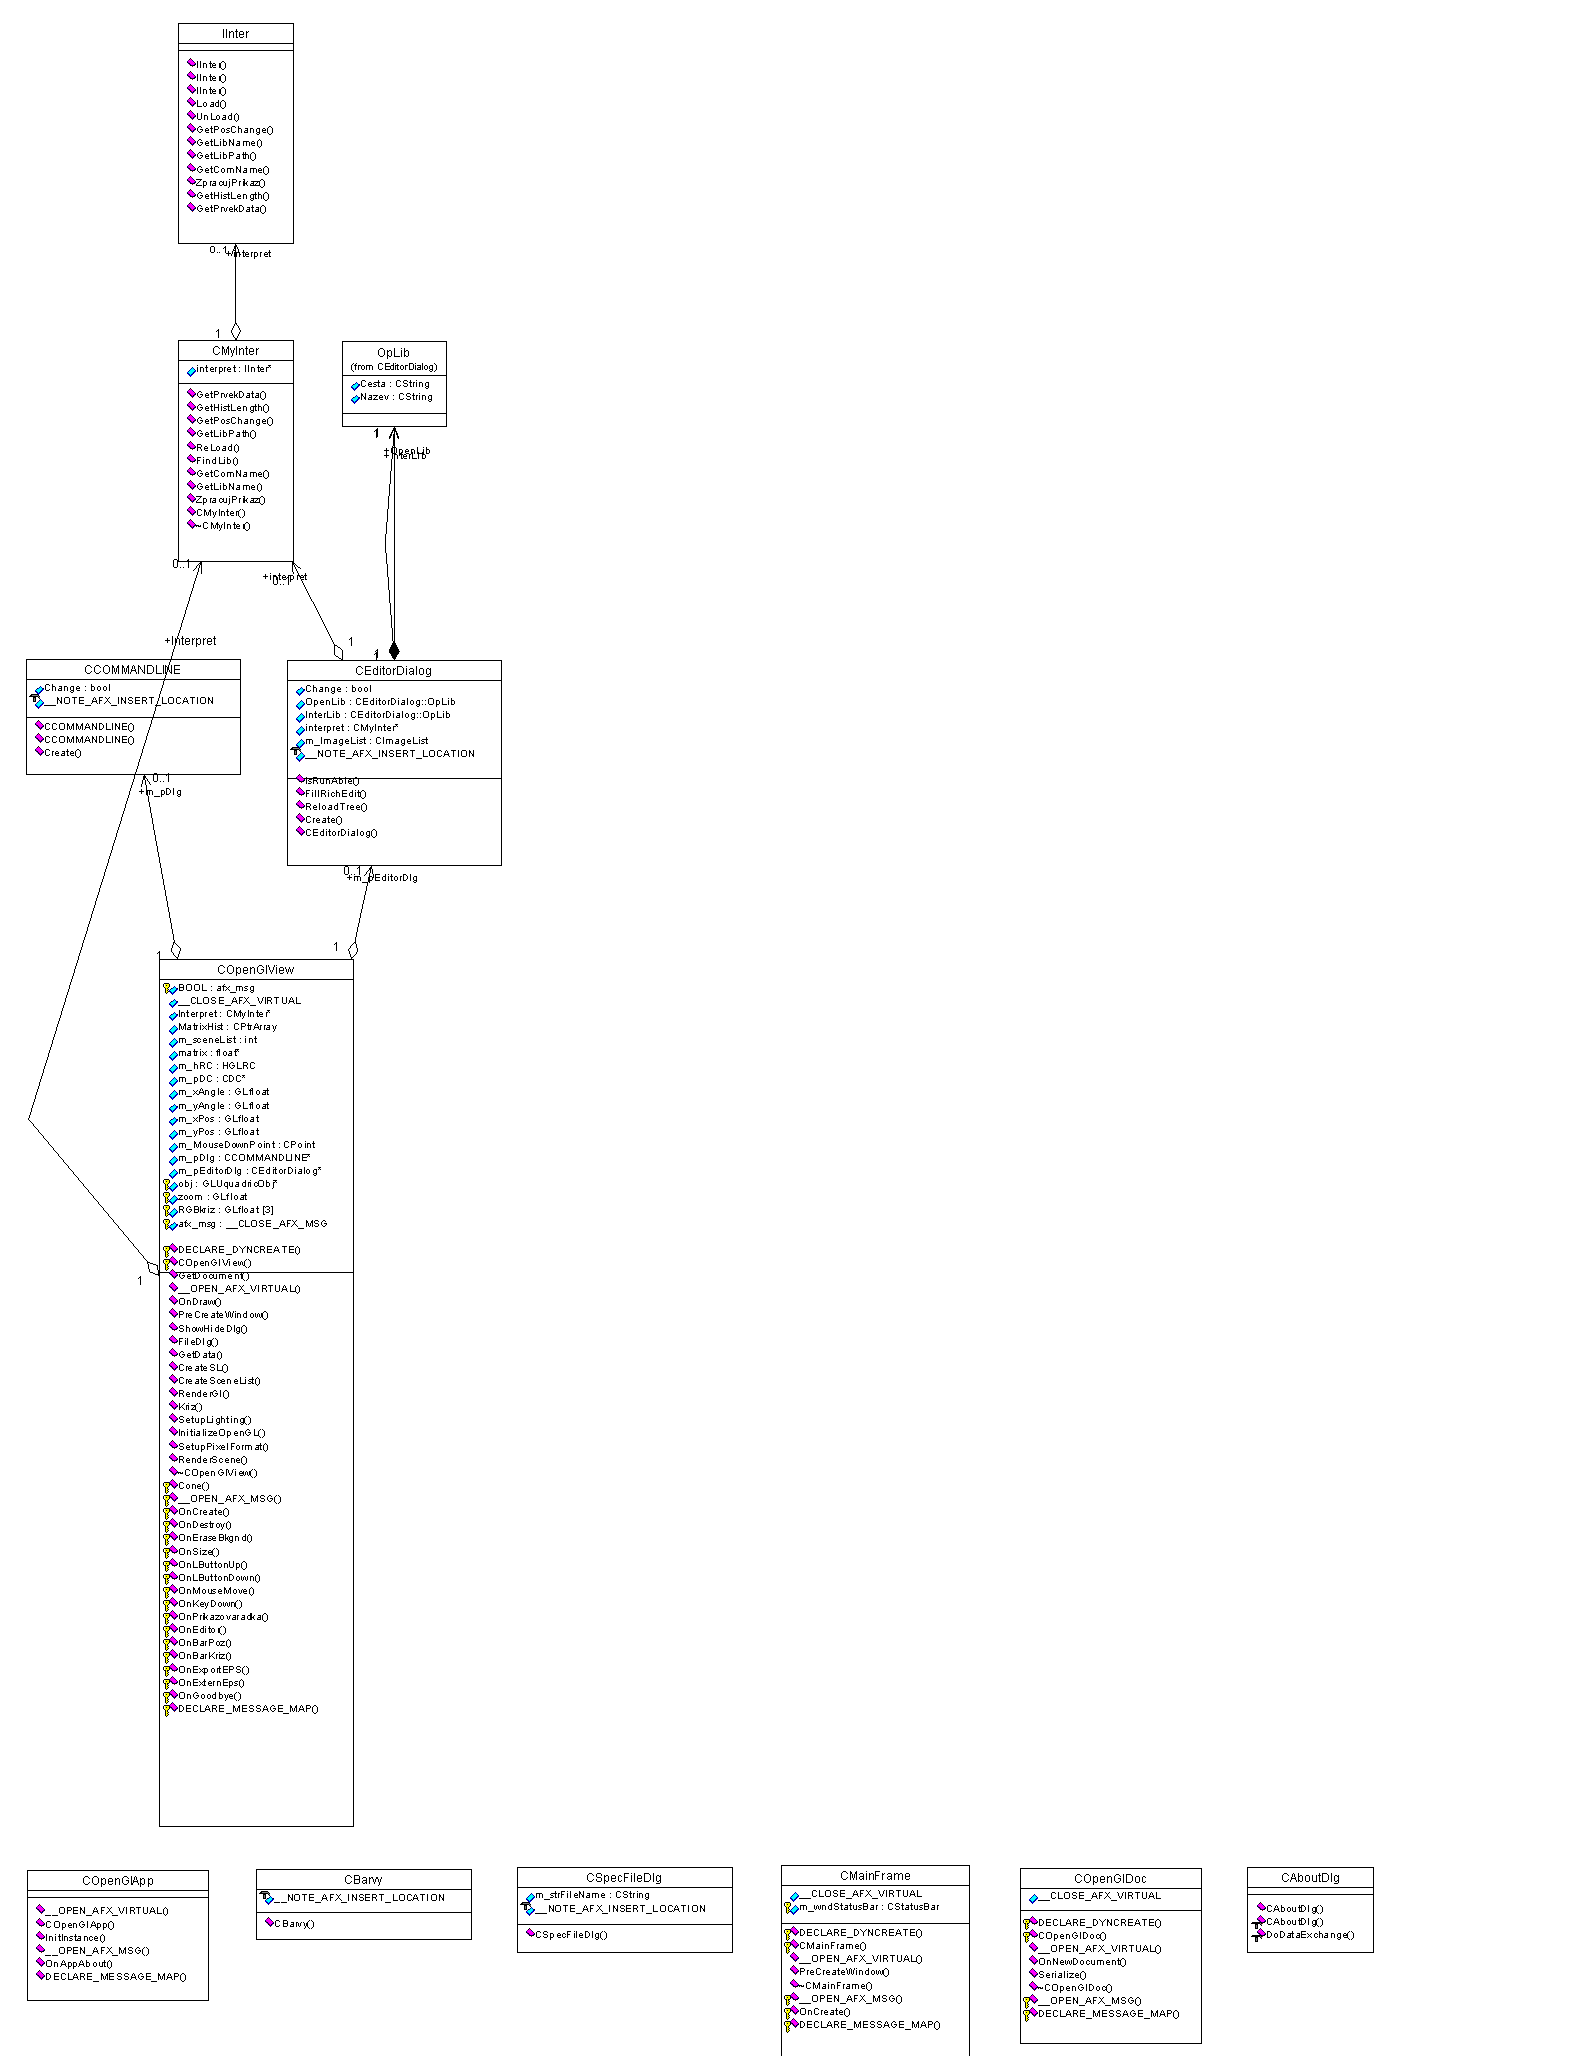 IInter
IInter()
IInter()
IInter()
Load()
UnLoad()
GetPosChange()
GetLibName()
GetLibPath()
GetComName()
ZpracujPrikaz()
GetHistLength()
GetPrvekData()
0..1
+interpret
1
CMyInter
interpret : IInter*
GetPrvekData()
GetHistLength()
GetPosChange()
GetLibPath()
ReLoad()
FindLib()
GetComName()
GetLibName()
ZpracujPrikaz()
CMyInter()
~CMyInter()
OpLib
(from CEditorDialog)
Cesta : CString
Nazev : CString
1
+OpenLib
+InterLib
0..1
+interpret
0..1
1
1
+Interpret
CCOMMANDLINE
Change : bool
__NOTE_AFX_INSERT_LOCATION
CCOMMANDLINE()
CCOMMANDLINE()
Create()
0..1
+m_pDlg
CEditorDialog
Change : bool
OpenLib : CEditorDialog::OpLib
InterLib : CEditorDialog::OpLib
interpret : CMyInter*
m_ImageList : CImageList
__NOTE_AFX_INSERT_LOCATION
IsRunAble()
FillRichEdit()
ReloadTree()
Create()
CEditorDialog()
0..1
+m_pEditorDlg
1
1
COpenGlView
BOOL : afx_msg
__CLOSE_AFX_VIRTUAL
Interpret : CMyInter*
MatrixHist : CPtrArray
m_sceneList : int
matrix : float*
m_hRC : HGLRC
m_pDC : CDC*
m_xAngle : GLfloat
m_yAngle : GLfloat
m_xPos : GLfloat
m_yPos : GLfloat
m_MouseDownPoint : CPoint
m_pDlg : CCOMMANDLINE*
m_pEditorDlg : CEditorDialog*
obj : GLUquadricObj*
zoom : GLfloat
RGBkriz : GLfloat [3]
afx_msg : __CLOSE_AFX_MSG
DECLARE_DYNCREATE()
COpenGlView()
GetDocument()
1
__OPEN_AFX_VIRTUAL()
OnDraw()
PreCreateWindow()
ShowHideDlg()
FileDlg()
GetData()
CreateSL()
CreateSceneList()
RenderGl()
Kriz()
SetupLighting()
InitializeOpenGL()
SetupPixelFormat()
RenderScene()
~COpenGlView()
Cone()
__OPEN_AFX_MSG()
OnCreate()
OnDestroy()
OnEraseBkgnd()
OnSize()
OnLButtonUp()
OnLButtonDown()
OnMouseMove()
OnKeyDown()
OnPrikazovaradka()
OnEditor()
OnBarPoz()
OnBarKriz()
OnExportEPS()
OnExternEps()
OnGoodbye()
DECLARE_MESSAGE_MAP()
COpenGlApp
__OPEN_AFX_VIRTUAL()
COpenGlApp()
InitInstance()
__OPEN_AFX_MSG()
OnAppAbout()
DECLARE_MESSAGE_MAP()
CBarvy
__NOTE_AFX_INSERT_LOCATION
CBarvy()
CSpecFileDlg
m_strFileName : CString
__NOTE_AFX_INSERT_LOCATION
CSpecFileDlg()
CMainFrame
__CLOSE_AFX_VIRTUAL
m_wndStatusBar : CStatusBar
DECLARE_DYNCREATE()
CMainFrame()
__OPEN_AFX_VIRTUAL()
PreCreateWindow()
~CMainFrame()
__OPEN_AFX_MSG()
OnCreate()
DECLARE_MESSAGE_MAP()
COpenGlDoc
__CLOSE_AFX_VIRTUAL
DECLARE_DYNCREATE()
COpenGlDoc()
__OPEN_AFX_VIRTUAL()
OnNewDocument()
Serialize()
~COpenGlDoc()
__OPEN_AFX_MSG()
DECLARE_MESSAGE_MAP()
CAboutDlg
CAboutDlg()
CAboutDlg()
DoDataExchange()